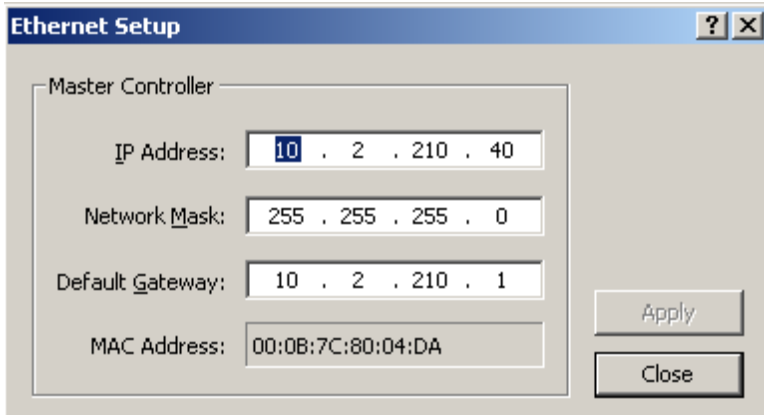 Ethernet Setup
Master Controller
IP Address: 10 . 2 . 210 . 40
Network Mask: 255 . 255 . 255 . 0
Default Gateway: 10 . 2 . 210 . 1
MAC Address: 00:0B:7C:80:04:DA
Apply
Close